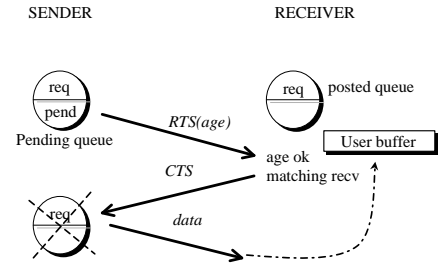 SENDER
RECEIVER
req
pend
Pending queue
RTS(age)
req
posted queue
User buffer
age ok
matching recv
CTS
req
data